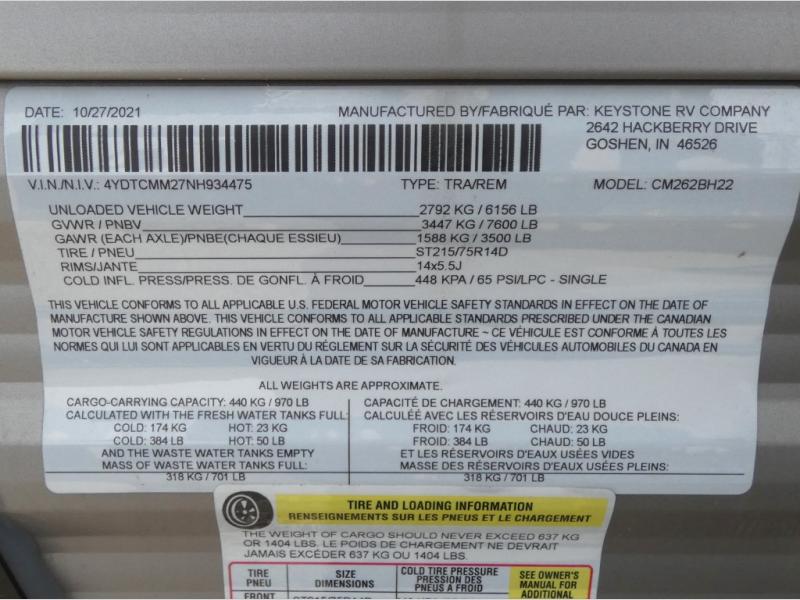 DATE: 10/27/2021 MANUFACTURED BY/FABRIQUÉ PAR: KEYSTONE RV COMPANY
2642 HACKBERRY DRIVE
GOSHEN, IN 46526
V.I.N./N.I.V.: 4YDTCMM27NH934475 TYPE: TRA/REM MODEL: CM262BH22
UNLOADED VEHICLE WEIGHT 2792 KG / 6156 LB
GVWR / PNBV 3447 KG / 7600 LB
GAWR (EACH AXLE)/PNBE(CHAQUE ESSIEU) 1588 KG / 3500 LB
TIRE / PNEU ST215/75R14D
RIMS/JANTE 14x5.5J
COLD INFL. PRESS/PRESS. DE GONFL. À FROID 448 KPA / 65 PSI/LPC - SINGLE
THIS VEHICLE CONFORMS TO ALL APPLICABLE U.S. FEDERAL MOTOR VEHICLE SAFETY STANDARDS IN EFFECT ON THE DATE OF
MANUFACTURE SHOWN ABOVE. THIS VEHICLE CONFORMS TO ALL APPLICABLE STANDARDS PRESCRIBED UNDER THE CANADIAN
MOTOR VEHICLE SAFETY REGULATIONS IN EFFECT ON THE DATE OF MANUFACTURE ~ CE VÉHICULE EST CONFORME À TOUTES LES
NORMES QUI LUI SONT APPLICABLES EN VERTU DU RÉGLEMENT SUR LA SÉCURITÉ DES VÉHICULES AUTOMOBILES DU CANADA EN
VIGUEUR À LA DATE DE SA FABRICATION.
ALL WEIGHTS ARE APPROXIMATE.
CARGO-CARRYING CAPACITY: 440 KG / 970 LB
CALCULATED WITH THE FRESH WATER TANKS FULL:
COLD: 174 KG HOT: 23 KG
COLD: 384 LB HOT: 50 LB
AND THE WASTE WATER TANKS EMPTY
MASS OF WASTE WATER TANKS FULL:
318 KG / 701 LB
CAPACITÉ DE CHARGEMENT: 440 KG / 970 LB
CALCULÉE AVEC LES RÉSERVOIRS D'EAU DOUCE PLEINS:
FROID: 174 KG CHAUD: 23 KG
FROID: 384 LB CHAUD: 50 LB
ET LES RÉSERVOIRS D'EAUX USÉES VIDES
MASSE DES RÉSERVOIRS D'EAUX USÉES PLEINS:
318 KG / 701 LB
TIRE AND LOADING INFORMATION
RENSEIGNEMENTS SUR LES PNEUS ET LE CHARGEMENT
THE WEIGHT OF CARGO SHOULD NEVER EXCEED 637 KG
OR 1404 LBS. LE POIDS DE CHARGEMENT NE DEVRAIT
JAMAIS EXCÉDER 637 KG OU 1404 LBS.
TIRE
PNEU
SIZE
DIMENSIONS
COLD TIRE PRESSURE
PRESSION DES
PNEUS À FROID
SEE OWNER'S
MANUAL FOR
ADDITIONAL
FRONT